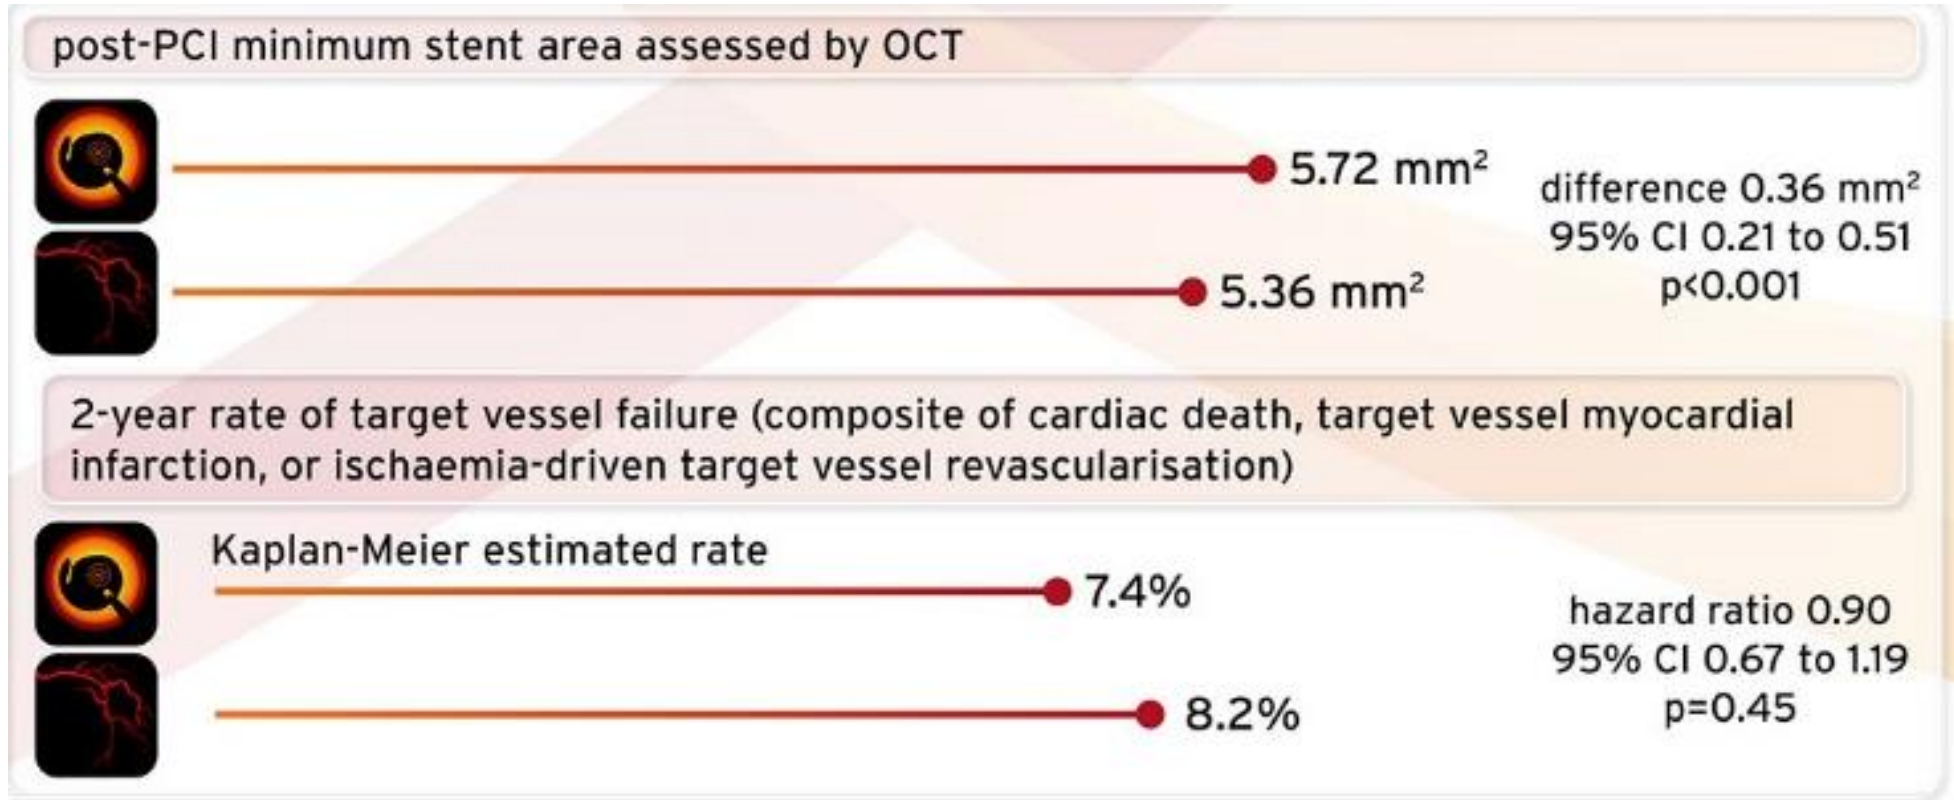 post-PCI minimum stent area assessed by OCT
5.72 mm²
5.36 mm²
difference 0.36 mm²
95% CI 0.21 to 0.51
p<0.001
2-year rate of target vessel failure (composite of cardiac death, target vessel myocardial
infarction, or ischaemia-driven target vessel revascularisation)
Kaplan-Meier estimated rate
7.4%
8.2%
hazard ratio 0.90
95% CI 0.67 to 1.19
p=0.45